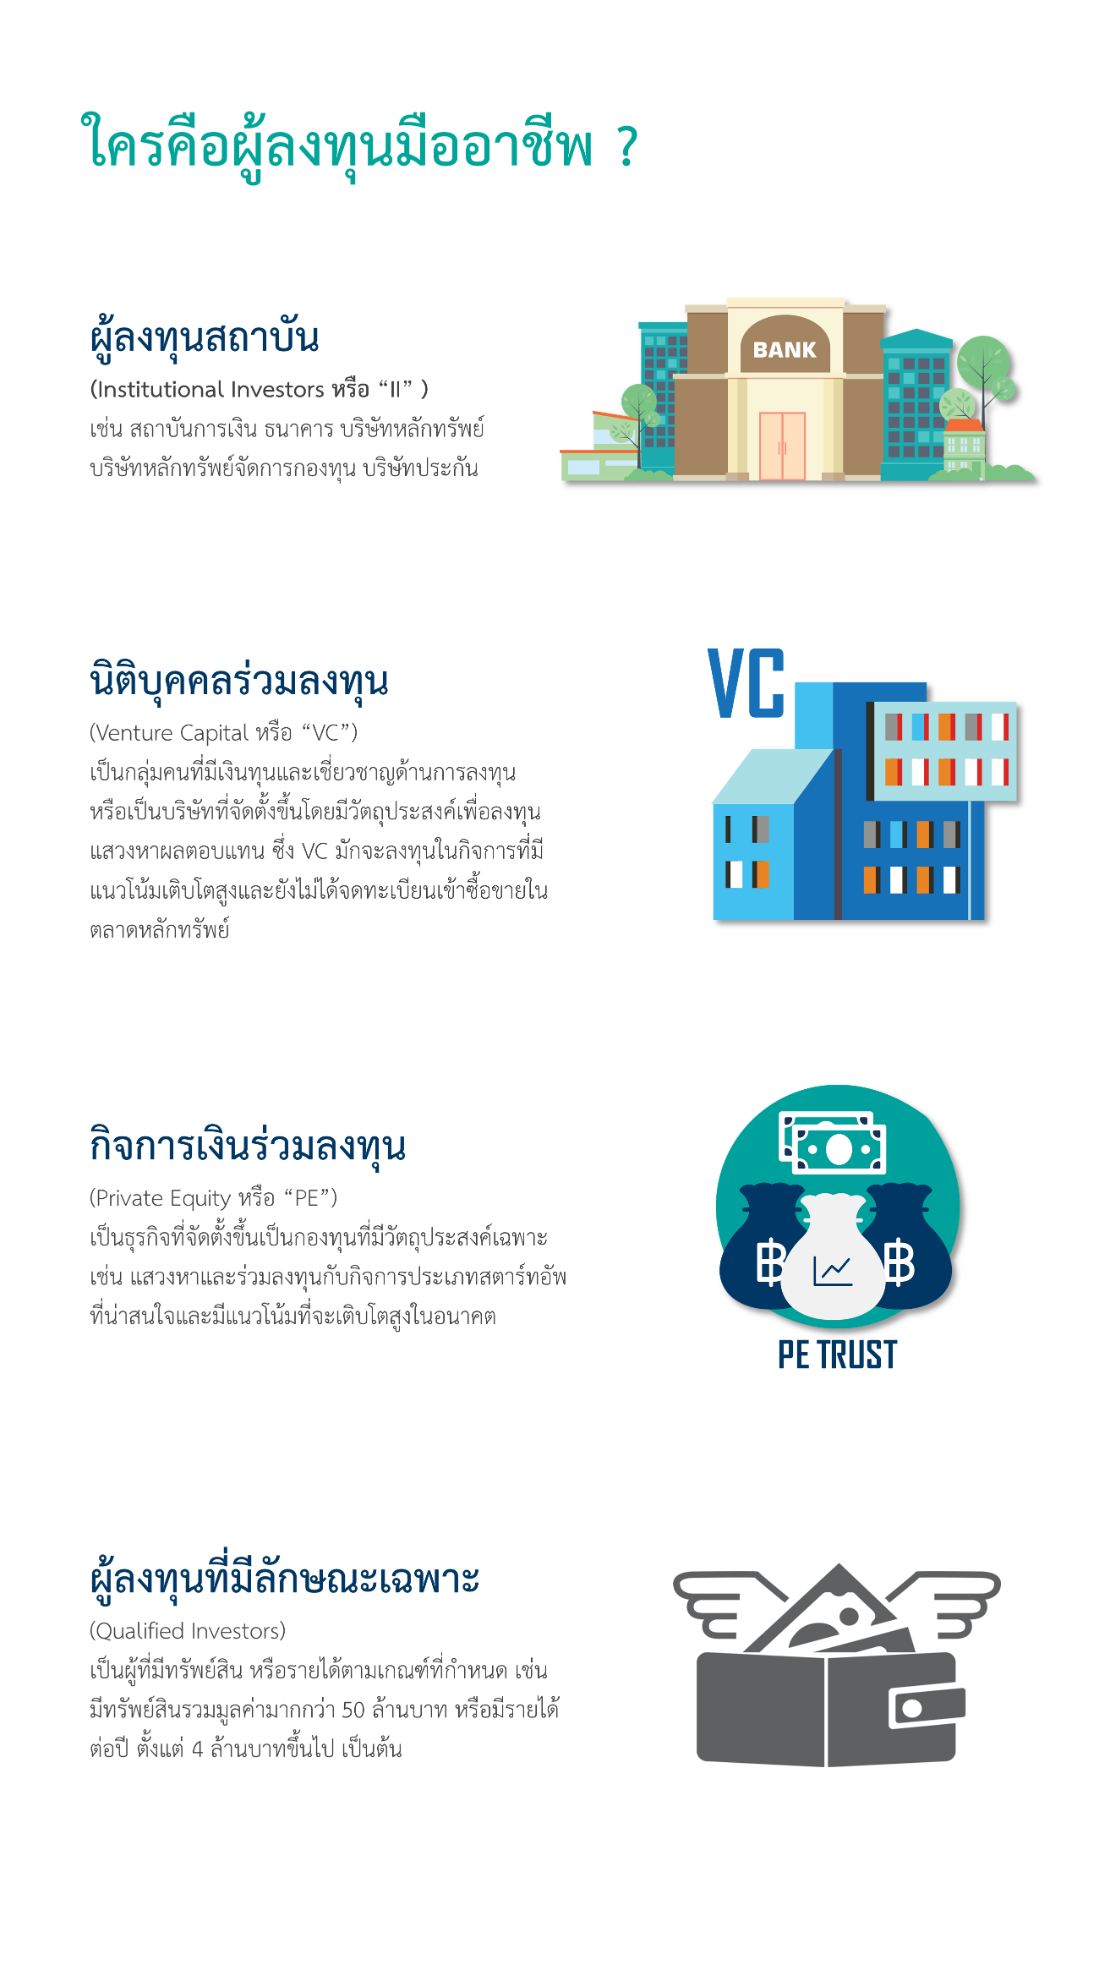 ใครคือผู้ลงทุนมืออาชีพ ?
ผู้ลงทุนสถาบัน
(Institutional Investors หรือ “II” )
เช่น สถาบันการเงิน ธนาคาร บริษัทหลักทรัพย์
บริษัทหลักทรัพย์จัดการกองทุน บริษัทประกัน
BANK
นิติบุคคลร่วมลงทุน
(Venture Capital หรือ “VC”)
เป็นกลุ่มคนที่มีเงินทุนและเชี่ยวชาญด้านการลงทุน
หรือเป็นบริษัทที่จัดตั้งขึ้นโดยมีวัตถุประสงค์เพื่อลงทุน
แสวงหาผลตอบแทน ซึ่ง VC มักจะลงทุนในกิจการที่มี
แนวโน้มเติบโตสูงและยังไม่ได้จดทะเบียนเข้าซื้อขายใน
ตลาดหลักทรัพย์
VC
กิจการเงินร่วมลงทุน
(Private Equity หรือ “PE”)
เป็นธุรกิจที่จัดตั้งขึ้นเป็นกองทุนที่มีวัตถุประสงค์เฉพาะ
เช่น แสวงหาและร่วมลงทุนกับกิจการประเภทสตาร์ทอัพ
ที่น่าสนใจและมีแนวโน้มที่จะเติบโตสูงในอนาคต
฿ ฿
PE TRUST
ผู้ลงทุนที่มีลักษณะเฉพาะ
(Qualified Investors)
เป็นผู้ที่มีทรัพย์สิน หรือรายได้ตามเกณฑ์ที่กำหนด เช่น
มีทรัพย์สินรวมมูลค่ามากกว่า 50 ล้านบาท หรือมีรายได้
ต่อปี ตั้งแต่ 4 ล้านบาทขึ้นไป เป็นต้น